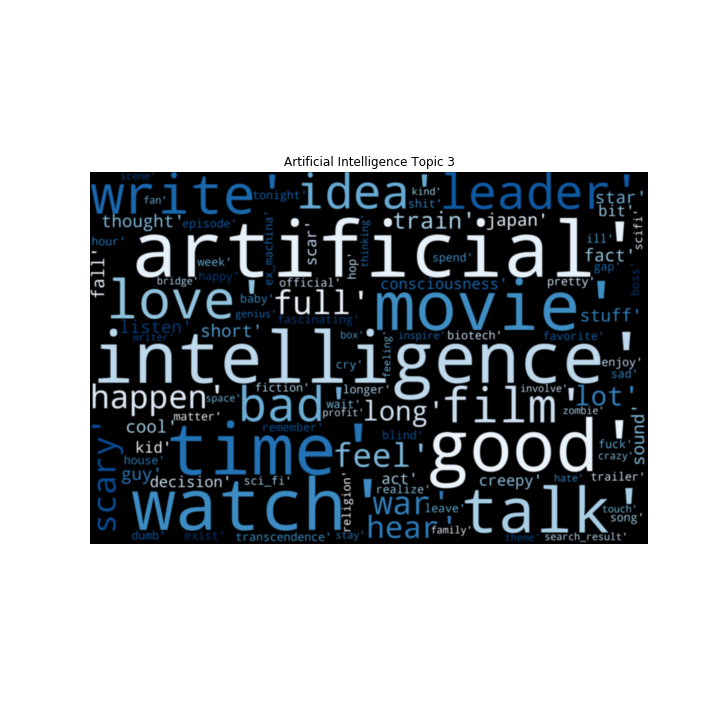 Artificial Intelligence Topic 3
scene'
write' fan' tonight' idea' kind' shit' leader' star' bit'
thought' episode' ex_machina' scar' hop' thinking' train' japan' scifi'
hour' artificial' spend' ill' fact' gap' boss'
fall' week' happy' bridge' official' consciousness' pretty'
love' baby' full' movie' stuff'
listen' genius' fascinating'
writer' short' box' inspire' biotech' favorite'
intelligence' feeling' enjoy'
cry' sad'
happen' space' fiction' longer' involve' lot'
matter' bad' wait' profit' long' film' zombie'
cool' remember' blind' sound'
kid' time' feel' good' fuck'
house' crazy'
scary' guy' decision' sci_fi' religion' act' realize' creepy' hate' trailer'
watch' war' leave' talk' touch'
hear' family' song'
dumb' exist' transcendence' stay' theme' search_result'